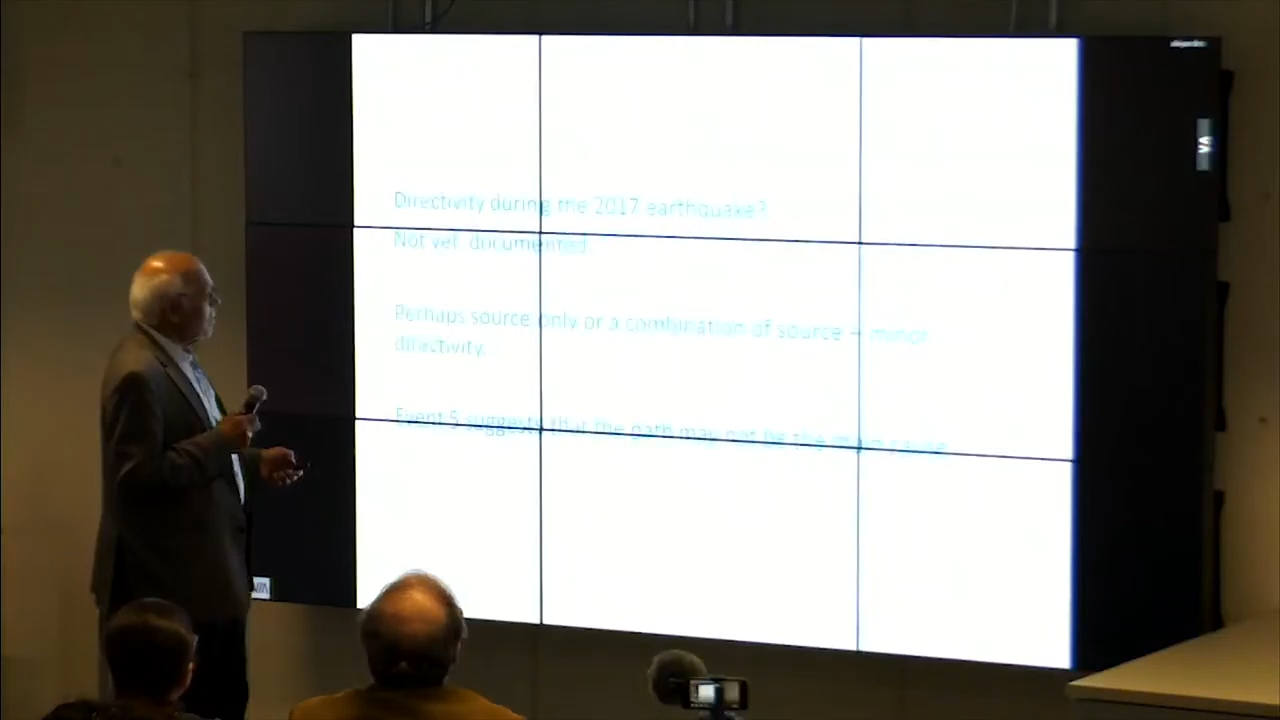 Directivity during the 2017 earthquake?
Not yet documented.
Perhaps source only or a combination of source – minor
directivity.
Event 5 suggests that the path may not be the main cause